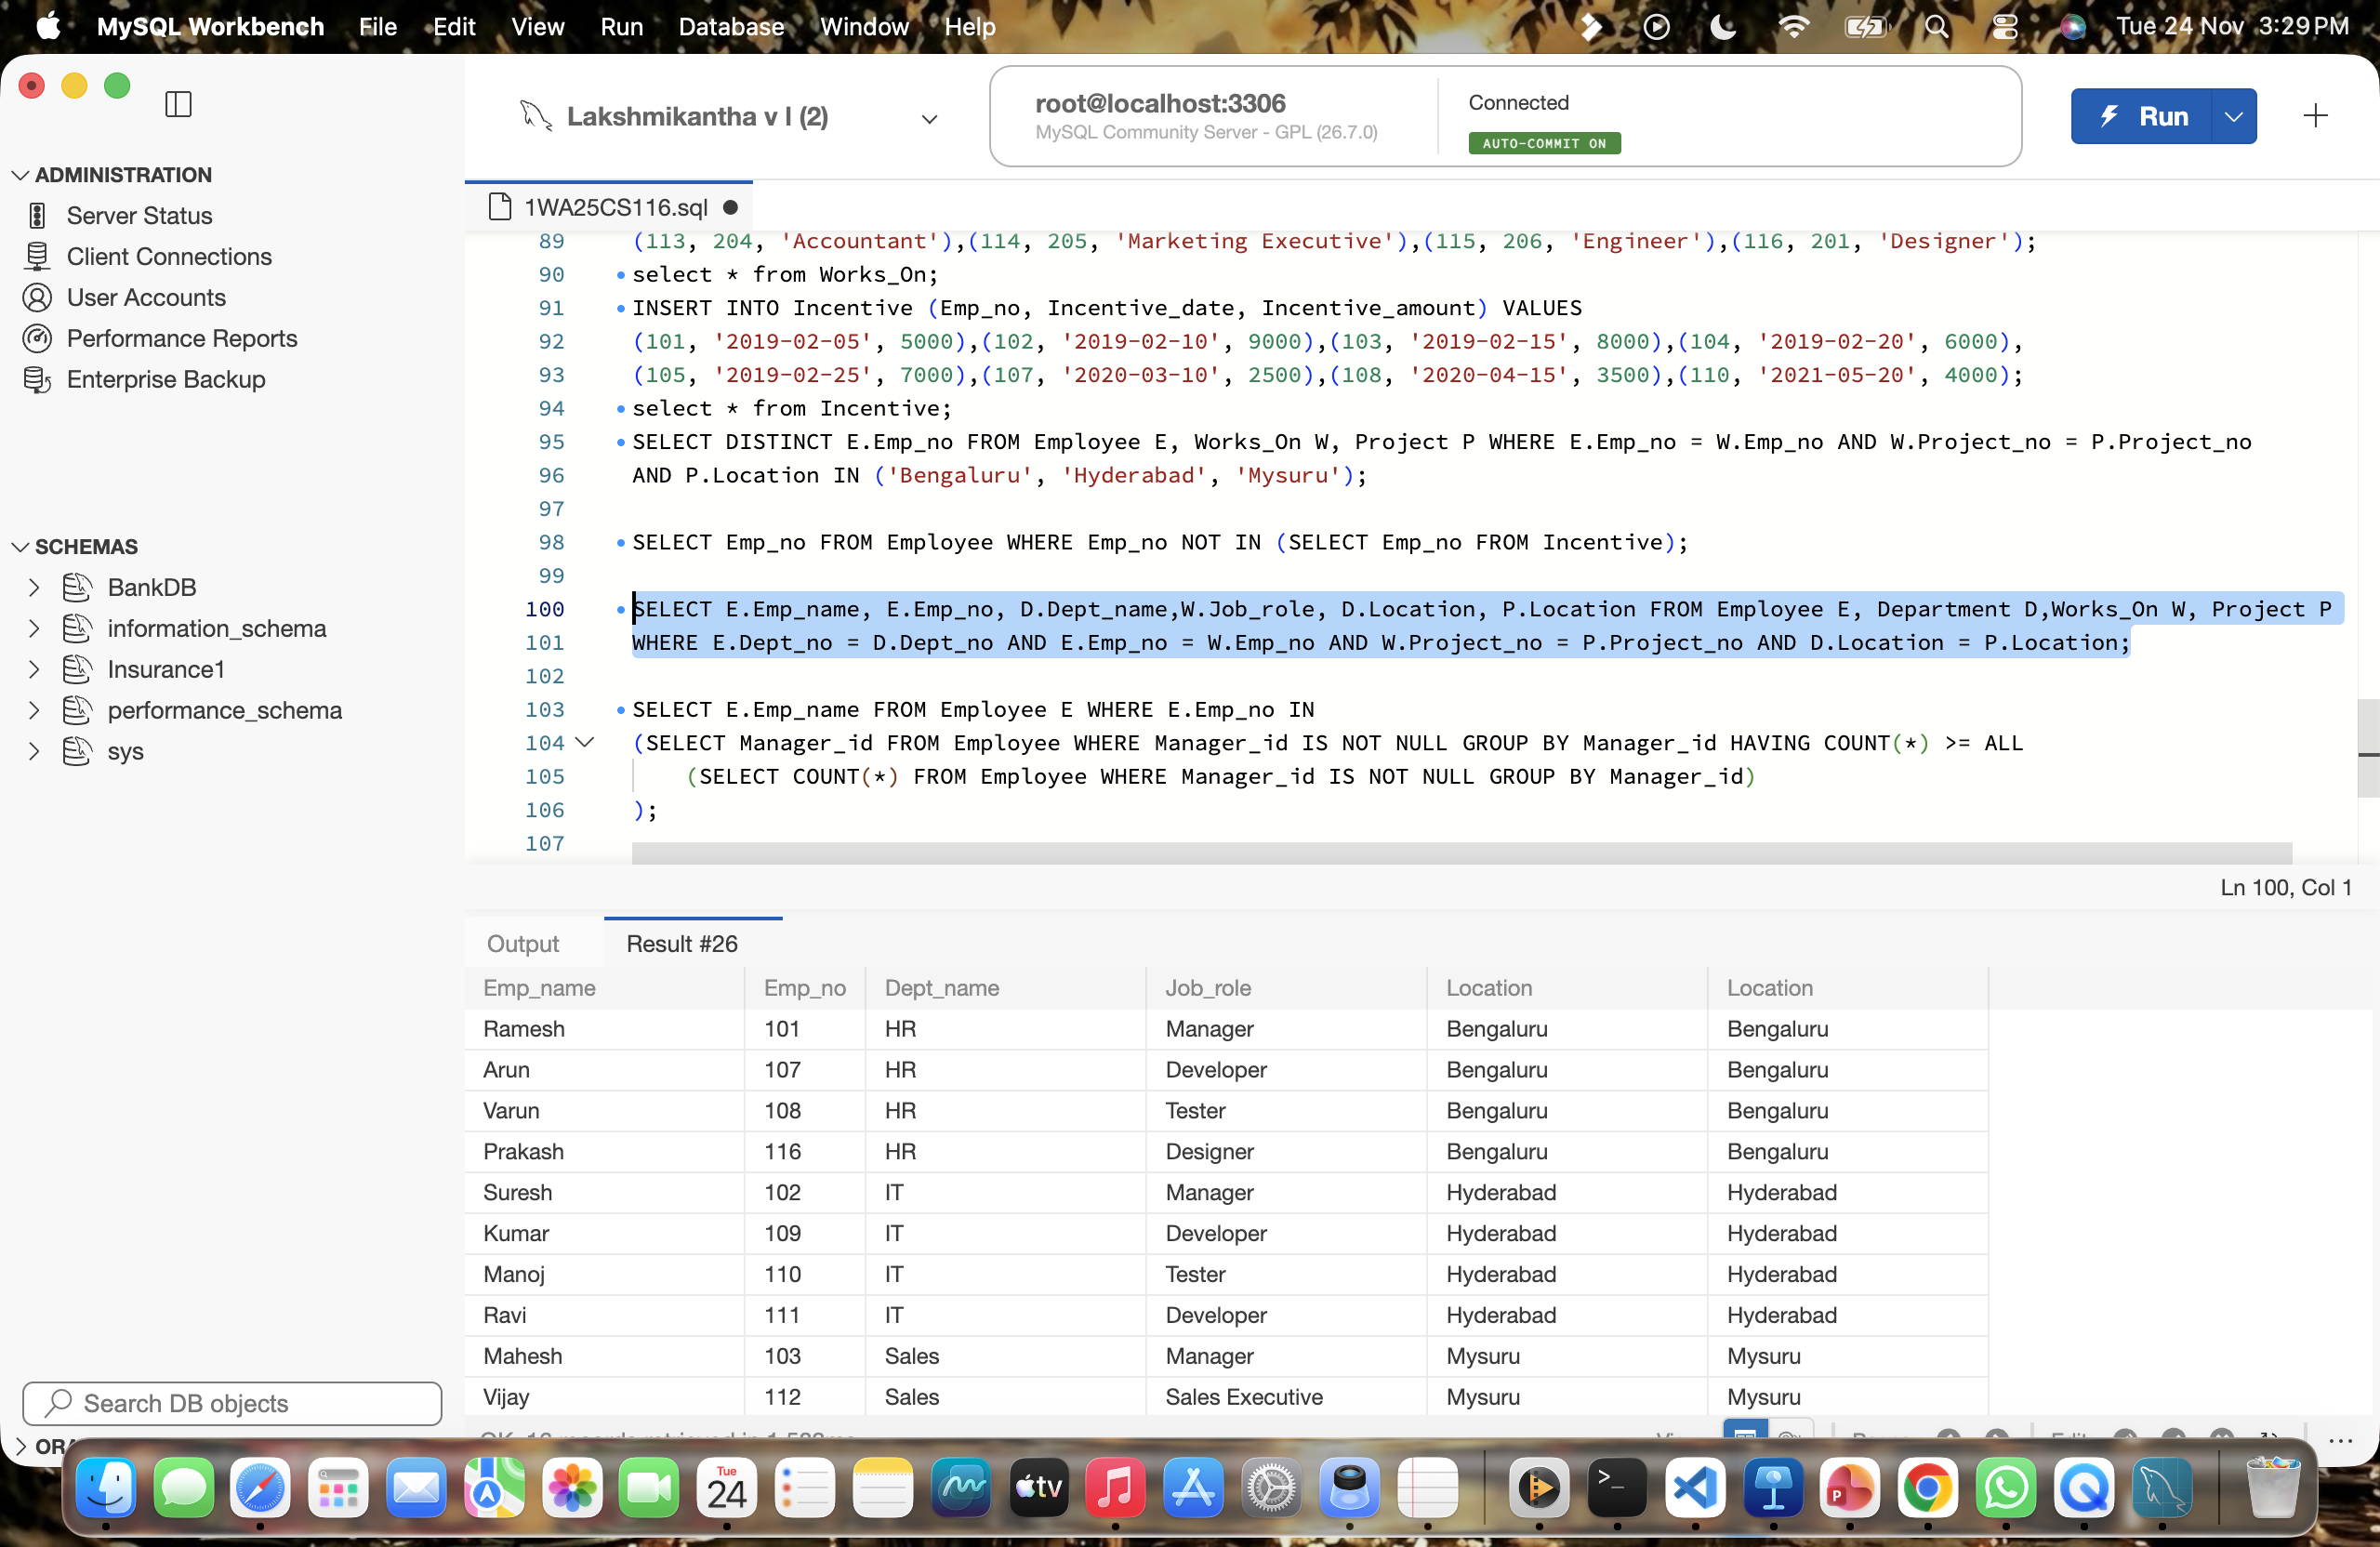 MySQL Workbench File Edit View Run Database Window Help Tue 24 Nov 3:29 PM
Lakshmikantha v l (2)
root@localhost:3306
MySQL Community Server - GPL (26.7.0)
Connected
AUTO-COMMIT ON
Run
ADMINISTRATION
Server Status
Client Connections
User Accounts
Performance Reports
Enterprise Backup
SCHEMAS
BankDB
information_schema
Insurance1
performance_schema
sys
Search DB objects
1WA25CS116.sql
89 (113, 204, 'Accountant'),(114, 205, 'Marketing Executive'),(115, 206, 'Engineer'),(116, 201, 'Designer');
90 select * from Works_On;
91 INSERT INTO Incentive (Emp_no, Incentive_date, Incentive_amount) VALUES
92 (101, '2019-02-05', 5000),(102, '2019-02-10', 9000),(103, '2019-02-15', 8000),(104, '2019-02-20', 6000),
93 (105, '2019-02-25', 7000),(107, '2020-03-10', 2500),(108, '2020-04-15', 3500),(110, '2021-05-20', 4000);
94 select * from Incentive;
95 SELECT DISTINCT E.Emp_no FROM Employee E, Works_On W, Project P WHERE E.Emp_no = W.Emp_no AND W.Project_no = P.Project_no
96 AND P.Location IN ('Bengaluru', 'Hyderabad', 'Mysuru');
97
98 SELECT Emp_no FROM Employee WHERE Emp_no NOT IN (SELECT Emp_no FROM Incentive);
99
100 SELECT E.Emp_name, E.Emp_no, D.Dept_name,W.Job_role, D.Location, P.Location FROM Employee E, Department D,Works_On W, Project P
101 WHERE E.Dept_no = D.Dept_no AND E.Emp_no = W.Emp_no AND W.Project_no = P.Project_no AND D.Location = P.Location;
102
103 SELECT E.Emp_name FROM Employee E WHERE E.Emp_no IN
104 (SELECT Manager_id FROM Employee WHERE Manager_id IS NOT NULL GROUP BY Manager_id HAVING COUNT(*) >= ALL
105 (SELECT COUNT(*) FROM Employee WHERE Manager_id IS NOT NULL GROUP BY Manager_id)
106 );
107
Ln 100, Col 1
Output Result #26
Emp_name Emp_no Dept_name Job_role Location Location
Ramesh 101 HR Manager Bengaluru Bengaluru
Arun 107 HR Developer Bengaluru Bengaluru
Varun 108 HR Tester Bengaluru Bengaluru
Prakash 116 HR Designer Bengaluru Bengaluru
Suresh 102 IT Manager Hyderabad Hyderabad
Kumar 109 IT Developer Hyderabad Hyderabad
Manoj 110 IT Tester Hyderabad Hyderabad
Ravi 111 IT Developer Hyderabad Hyderabad
Mahesh 103 Sales Manager Mysuru Mysuru
Vijay 112 Sales Sales Executive Mysuru Mysuru
Tue
24
tv